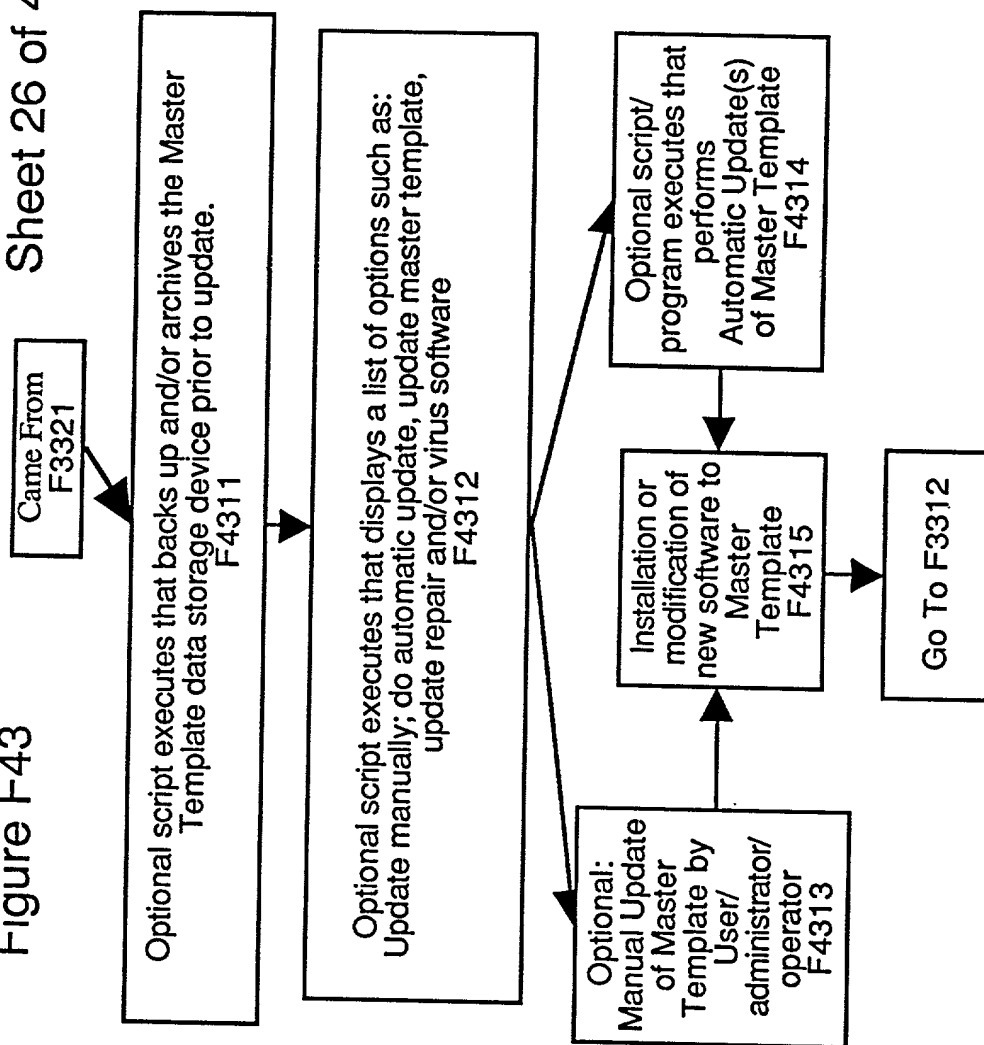 Figure F-43
Sheet 26 of 4
Came From
F3321
Optional script executes that backs up and/or archives the Master
Template data storage device prior to update.
F4311
Optional script executes that displays a list of options such as:
Update manually; do automatic update, update master template,
update repair and/or virus software
F4312
Optional:
Manual Update
of Master
Template by
User/
administrator/
operator
F4313
Optional script/
program executes that
performs
Automatic Update(s)
of Master Template
F4314
Installation or
modification of
new software to
Master
Template
F4315
Go To F3312